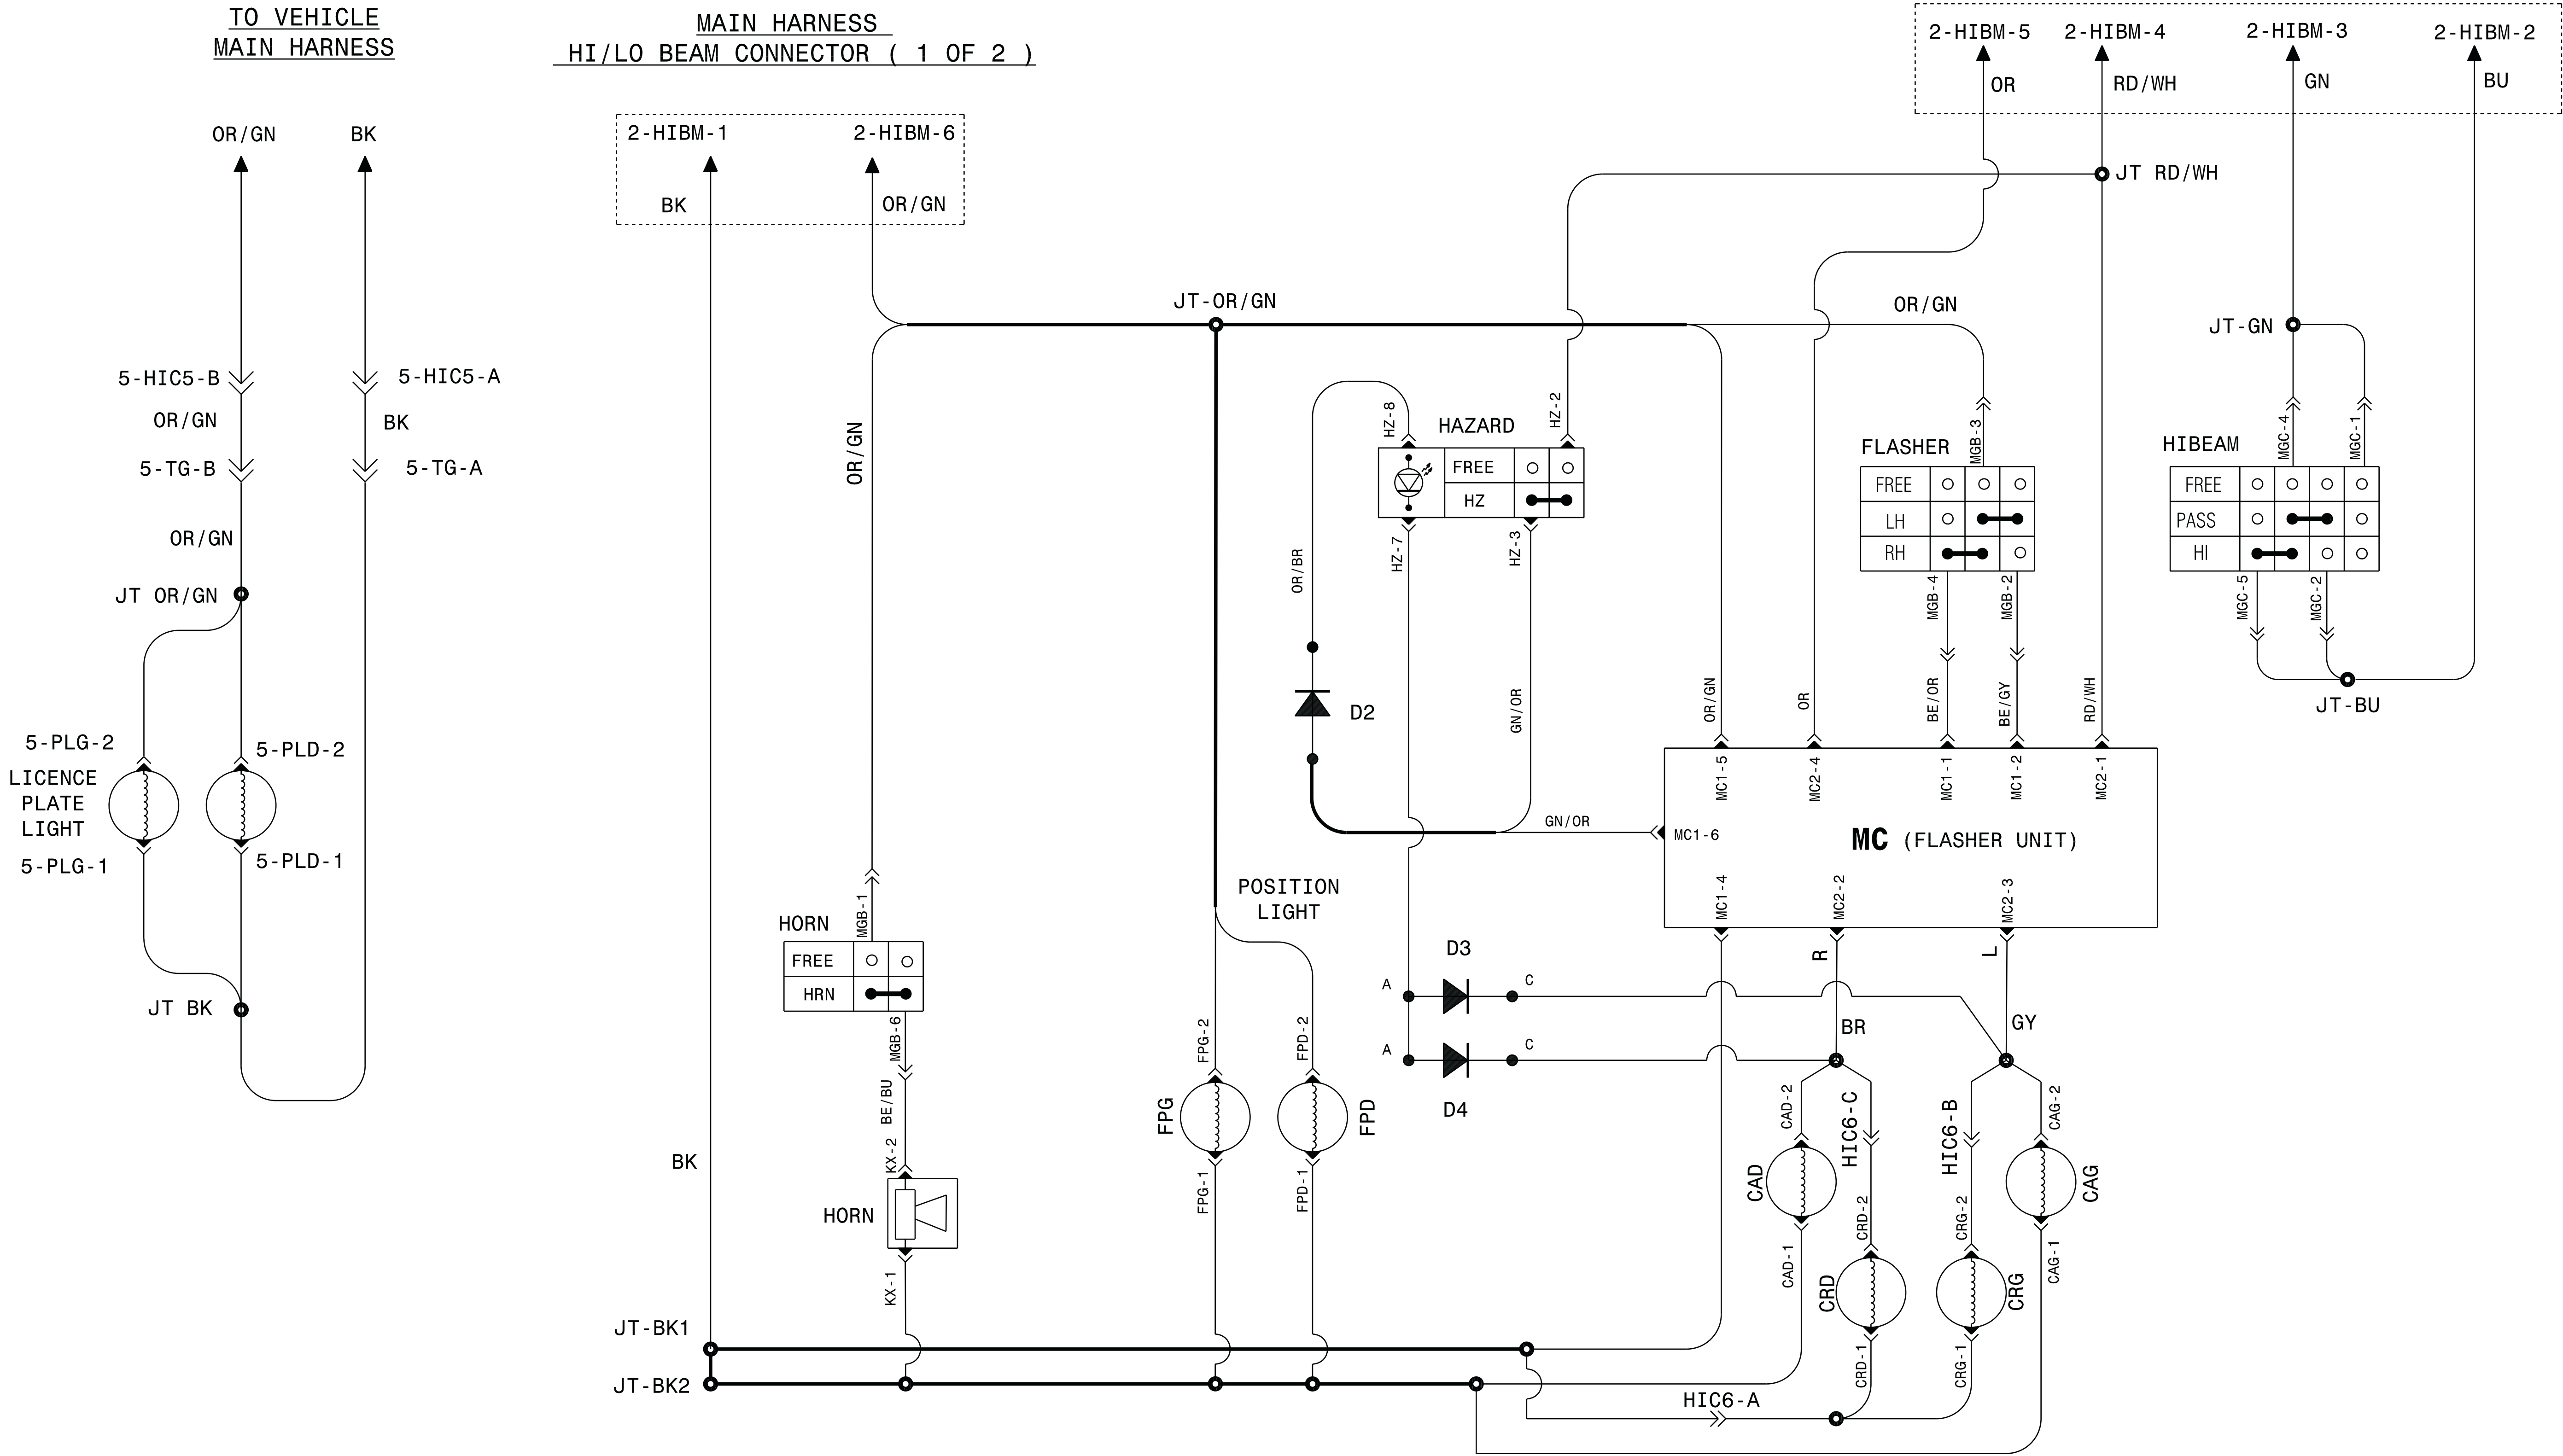 TO VEHICLE
MAIN HARNESS
OR/GN
BK
5-HIC5-B
5-HIC5-A
OR/GN
BK
5-TG-B
5-TG-A
OR/GN
JT OR/GN
5-PLG-2
5-PLD-2
LICENCE
PLATE
LIGHT
5-PLG-1
5-PLD-1
JT BK
MAIN HARNESS
HI/LO BEAM CONNECTOR ( 1 OF 2 )
2-HIBM-1
2-HIBM-6
BK
OR/GN
JT-OR/GN
OR/GN
BK
HORN
MGB-1
FREE
HRN
MGB-6
BE/BU
KX-2
HORN
KX-1
JT-BK1
JT-BK2
POSITION
LIGHT
FPG-2
FPD-2
FPG
FPD
FPG-1
FPD-1
2-HIBM-5
2-HIBM-4
2-HIBM-3
2-HIBM-2
OR
RD/WH
GN
BU
JT RD/WH
OR/GN
JT-GN
HZ-8
HAZARD
HZ-2
FREE
HZ
HZ-7
HZ-3
OR/BR
D2
GN/OR
GN/OR
FLASHER
MGB-3
FREE
LH
RH
MGB-4
MGB-2
HIBEAM
MGC-4
MGC-1
FREE
PASS
HI
MGC-5
MGC-2
JT-BU
OR/GN
OR
BE/OR
BE/GY
RD/WH
MC1-5
MC2-4
MC1-1
MC1-2
MC2-1
MC1-6
MC (FLASHER UNIT)
MC1-4
MC2-2
MC2-3
R
L
D3
A
C
A
C
D4
BR
GY
CAD-2
HIC6-C
HIC6-B
CAG-2
CAD
CAG
CRD-2
CRG-2
CAD-1
CRD
CRG
CAG-1
CRD-1
CRG-1
HIC6-A